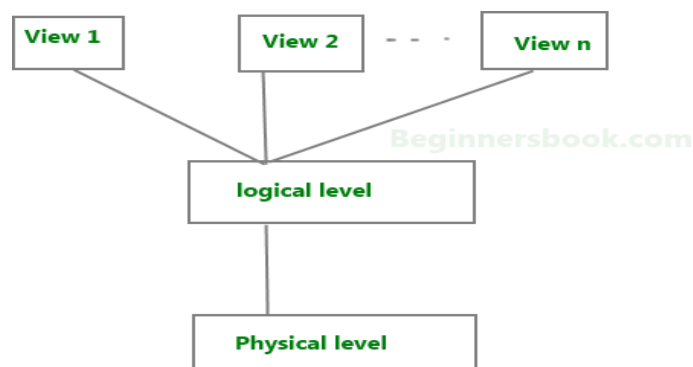 View 1
View 2
View n
Beginnersbook.com
logical level
Physical level